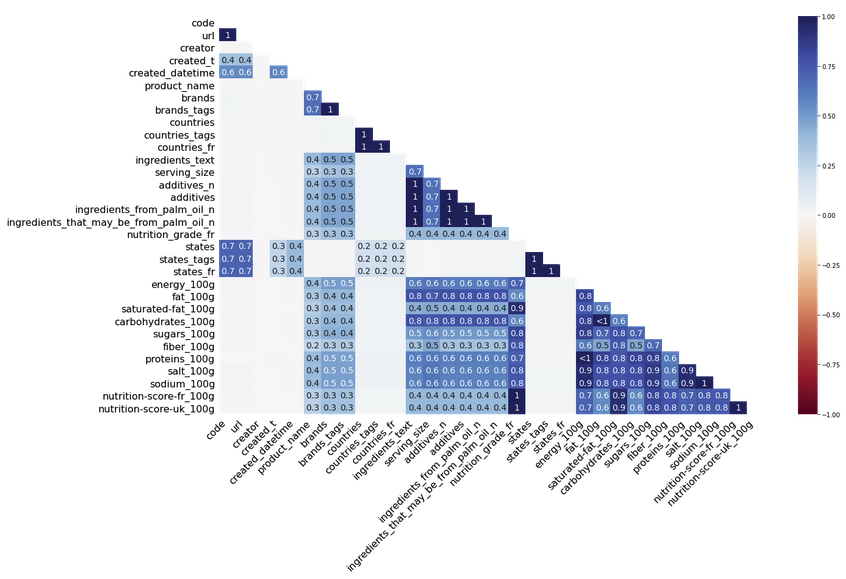 code
url 1
creator
created_t 0.4 0.4
created_datetime 0.6 0.6 0.6
product_name
brands 0.7
brands_tags 0.7 1
countries
countries_tags 1
countries_fr 1 1
ingredients_text 0.4 0.5 0.5
serving_size 0.3 0.3 0.3 0.7
additives_n 0.4 0.5 0.5 1 0.7
additives 0.4 0.5 0.5 1 0.7 1
ingredients_from_palm_oil_n 0.4 0.5 0.5 1 0.7 1 1
ingredients_that_may_be_from_palm_oil_n 0.4 0.5 0.5 1 0.7 1 1 1
nutrition_grade_fr 0.3 0.3 0.3 0.4 0.4 0.4 0.4 0.4 0.4
states 0.7 0.7 0.3 0.4 0.2 0.2 0.2
states_tags 0.7 0.7 0.3 0.4 0.2 0.2 0.2 1
states_fr 0.7 0.7 0.3 0.4 0.2 0.2 0.2 1 1
energy_100g 0.4 0.5 0.5 0.6 0.6 0.6 0.6 0.6 0.6 0.7
fat_100g 0.3 0.4 0.4 0.8 0.7 0.8 0.8 0.8 0.8 0.6 0.8
saturated-fat_100g 0.3 0.4 0.4 0.4 0.5 0.4 0.4 0.4 0.4 0.9 0.8 0.6
carbohydrates_100g 0.3 0.4 0.4 0.8 0.8 0.8 0.8 0.8 0.8 0.6 0.8 <1 0.6
sugars_100g 0.3 0.4 0.4 0.5 0.6 0.5 0.5 0.5 0.5 0.8 0.8 0.7 0.8 0.7
fiber_100g 0.2 0.3 0.3 0.3 0.5 0.3 0.3 0.3 0.3 0.8 0.6 0.5 0.8 0.5 0.7
proteins_100g 0.4 0.5 0.5 0.6 0.6 0.6 0.6 0.6 0.6 0.7 <1 0.8 0.8 0.8 0.8 0.6
salt_100g 0.4 0.5 0.5 0.6 0.6 0.6 0.6 0.6 0.6 0.7 0.9 0.8 0.8 0.8 0.9 0.6 0.9
sodium_100g 0.4 0.5 0.5 0.6 0.6 0.6 0.6 0.6 0.6 0.7 0.9 0.8 0.8 0.8 0.9 0.6 0.9 1
nutrition-score-fr_100g 0.3 0.3 0.3 0.4 0.4 0.4 0.4 0.4 0.4 1 0.7 0.6 0.9 0.6 0.8 0.8 0.7 0.8 0.8
nutrition-score-uk_100g 0.3 0.3 0.3 0.4 0.4 0.4 0.4 0.4 0.4 1 0.7 0.6 0.9 0.6 0.8 0.8 0.7 0.8 0.8 1
code
url
creator
created_t
created_datetime
product_name
brands
brands_tags
countries
countries_tags
countries_fr
ingredients_text
serving_size
additives_n
additives
ingredients_from_palm_oil_n
ingredients_that_may_be_from_palm_oil_n
nutrition_grade_fr
states
states_tags
states_fr
energy_100g
fat_100g
saturated-fat_100g
carbohydrates_100g
sugars_100g
fiber_100g
proteins_100g
salt_100g
sodium_100g
nutrition-score-fr_100g
nutrition-score-uk_100g
1.00
0.75
0.50
0.25
0.00
−0.25
−0.50
−0.75
−1.00